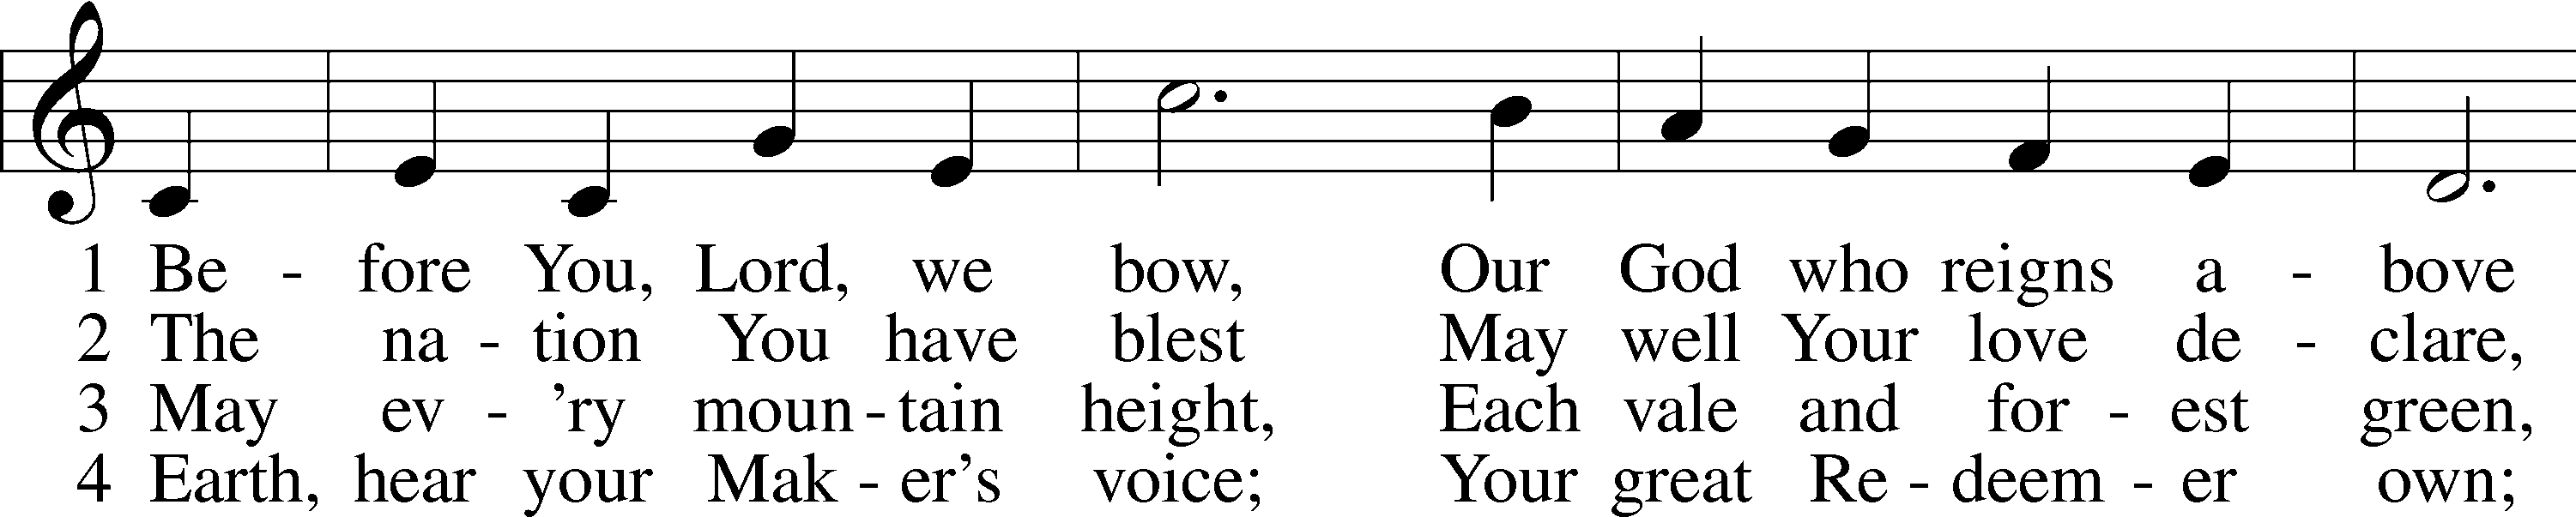 1 Be - fore You, Lord, we bow, Our God who reigns a - bove
2 The na - tion You have blest May well Your love de - clare,
3 May ev - ’ry moun - tain height, Each vale and for - est green,
4 Earth, hear your Mak - er’s voice; Your great Re - deem - er own;